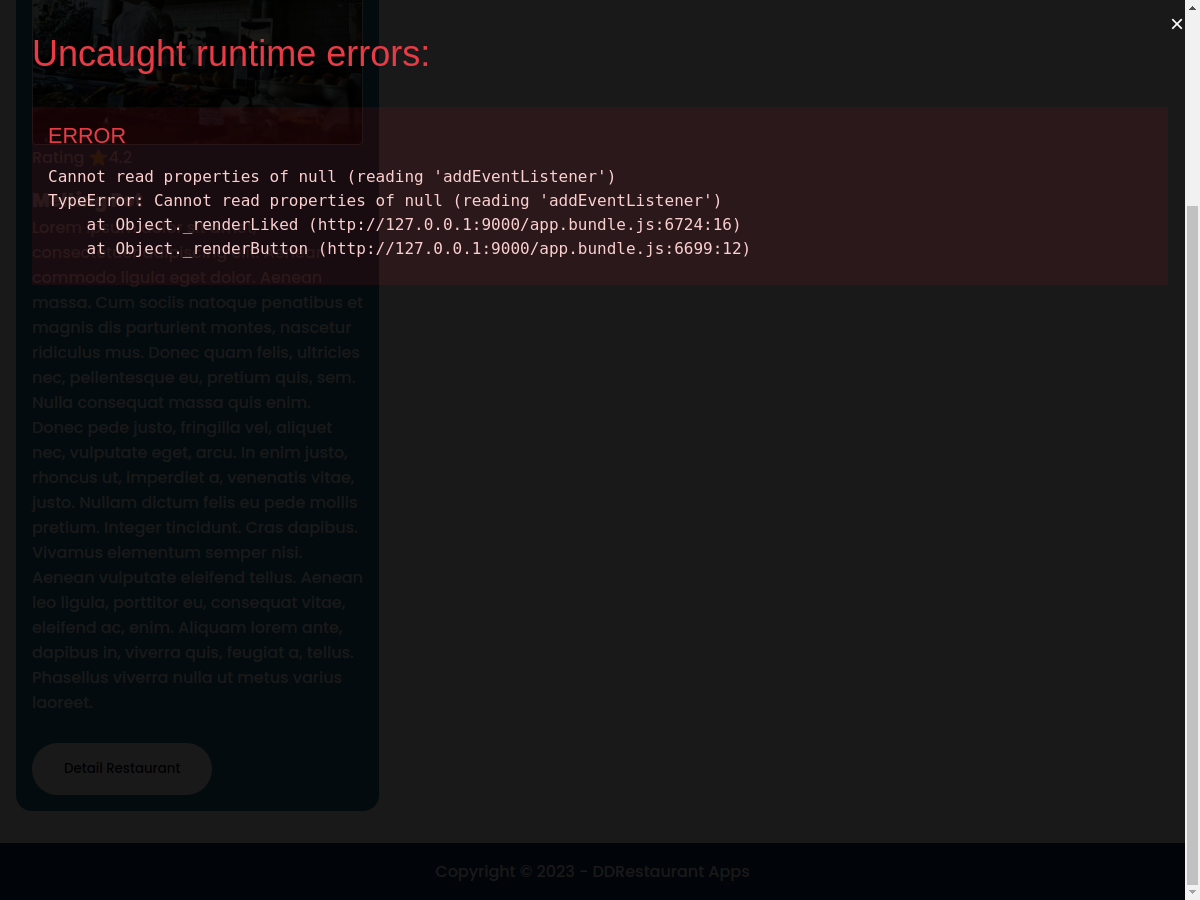 Uncaught runtime errors:
×
ERROR
Rating ⭐4.2
Cannot read properties of null (reading 'addEventListener')
TypeError: Cannot read properties of null (reading 'addEventListener')
at Object._renderLiked (http://127.0.0.1:9000/app.bundle.js:6724:16)
at Object._renderButton (http://127.0.0.1:9000/app.bundle.js:6699:12)
Lorem
commodo ligula eget dolor. Aenean
massa. Cum sociis natoque penatibus et
magnis dis parturient montes, nascetur
ridiculus mus. Donec quam felis, ultricies
nec, pellentesque eu, pretium quis, sem.
Nulla consequat massa quis enim.
Donec pede justo, fringilla vel, aliquet
nec, vulputate eget, arcu. In enim justo,
rhoncus ut, imperdiet a, venenatis vitae,
justo. Nullam dictum felis eu pede mollis
pretium. Integer tincidunt. Cras dapibus.
Vivamus elementum semper nisi.
Aenean vulputate eleifend tellus. Aenean
leo ligula, porttitor eu, consequat vitae,
eleifend ac, enim. Aliquam lorem ante,
dapibus in, viverra quis, feugiat a, tellus.
Phasellus viverra nulla ut metus varius
laoreet.
Detail Restaurant
Copyright © 2023 - DDRestaurant Apps